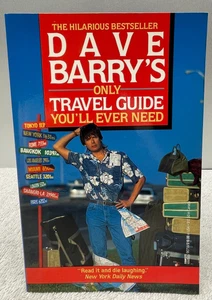 THE HILARIOUS BESTSELLER
DAVE
BARRY'S
ONLY
TRAVEL GUIDE
YOU'LL EVER NEED
TOKYO
NEW YORK
ROME
BANGKOK
SEATTLE
"Read it and die laughing."
New York Daily News